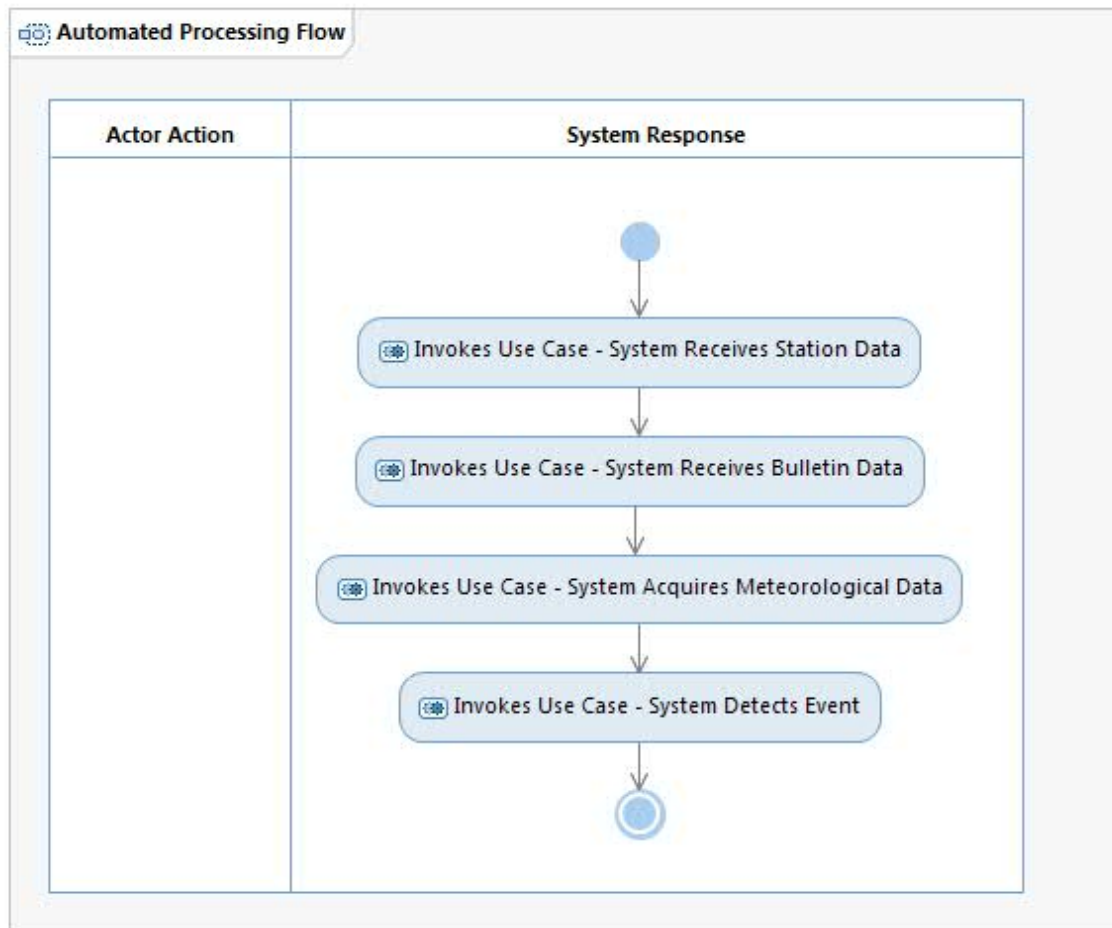 Automated Processing Flow
Actor Action
System Response
Invokes Use Case - System Receives Station Data
Invokes Use Case - System Receives Bulletin Data
Invokes Use Case - System Acquires Meteorological Data
Invokes Use Case - System Detects Event